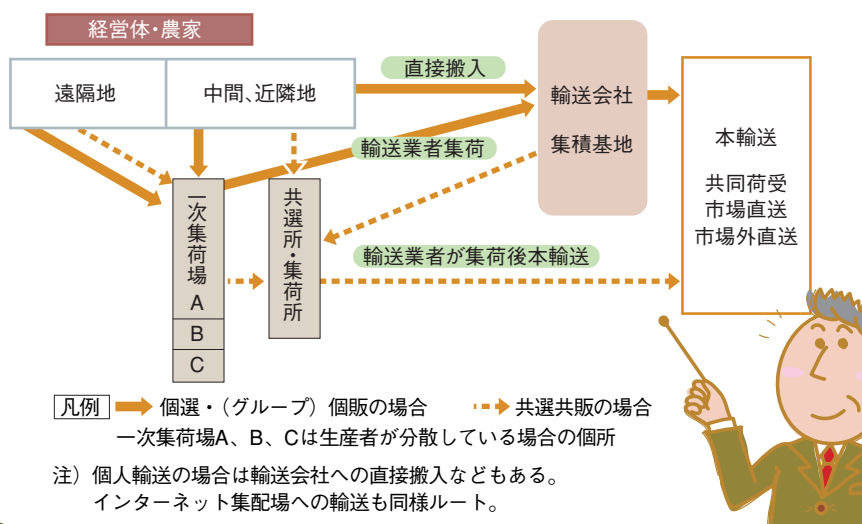 経営体・農家
遠隔地
中間、近隣地
直接搬入
輸送業者集荷
輸送会社
集積基地
本輸送
共同荷受
市場直送
市場外直送
一次集荷場
A
B
C
共選所・集荷所
輸送業者が集荷後本輸送
凡例 個選・（グループ）個販の場合 共選共販の場合
一次集荷場A、B、Cは生産者が分散している場合の個所
注）個人輸送の場合は輸送会社への直接搬入などもある。
インターネット集配場への輸送も同様ルート。